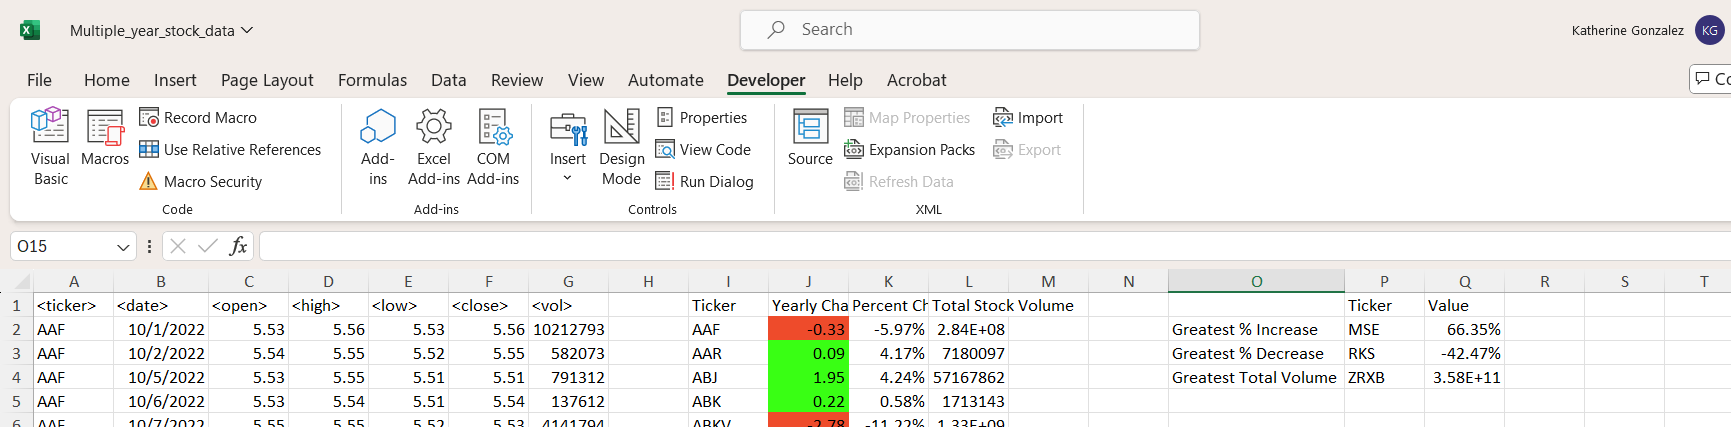 Multiple_year_stock_data
Search
Katherine Gonzalez KG
File Home Insert Page Layout Formulas Data Review View Automate Developer Help Acrobat
Visual Basic
Macros
Record Macro
Use Relative References
Macro Security
Code
Add-ins
Excel Add-ins
COM Add-ins
Add-ins
Insert
Design Mode
Properties
View Code
Run Dialog
Controls
Source
Map Properties
Expansion Packs
Refresh Data
Import
Export
XML
O15 fx
A B C D E F G H I J K L M N O P Q R S T
1 <ticker> <date> <open> <high> <low> <close> <vol> Ticker Yearly Cha Percent Ch Total Stock Volume Ticker Value
2 AAF 10/1/2022 5.53 5.56 5.53 5.56 10212793 AAF -0.33 -5.97% 2.84E+08 Greatest % Increase MSE 66.35%
3 AAF 10/2/2022 5.54 5.55 5.52 5.55 582073 AAR 0.09 4.17% 7180097 Greatest % Decrease RKS -42.47%
4 AAF 10/5/2022 5.53 5.55 5.51 5.51 791312 ABJ 1.95 4.24% 57167862 Greatest Total Volume ZRXB 3.58E+11
5 AAF 10/6/2022 5.53 5.54 5.51 5.54 137612 ABK 0.22 0.58% 1713143
6 AAF 10/7/2022 5.55 5.55 5.52 5.53 4141794 ABKV -2.78 -11.22% 1.33E+09